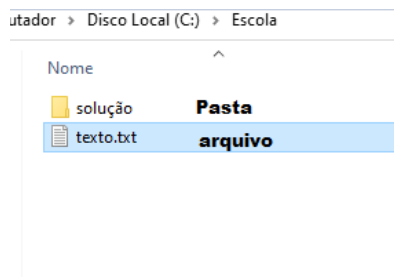 utador > Disco Local (C:) > Escola
Nome
solução Pasta
texto.txt arquivo